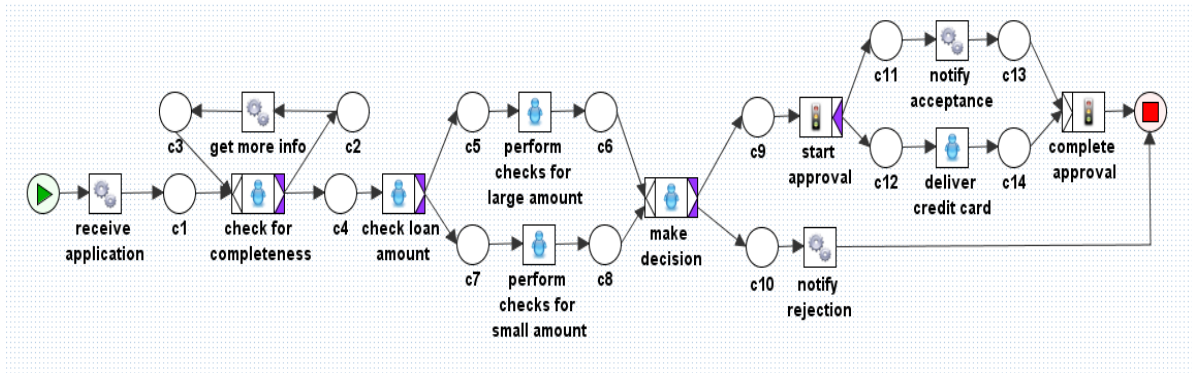 c11
notify
acceptance
c13
c3
get more info
c2
c5
perform
checks for
large amount
c6
c9
start
approval
c12
deliver
credit card
c14
complete
approval
receive
application
c1
check for
completeness
c4
check loan
amount
c7
perform
checks for
small amount
c8
make
decision
c10
notify
rejection